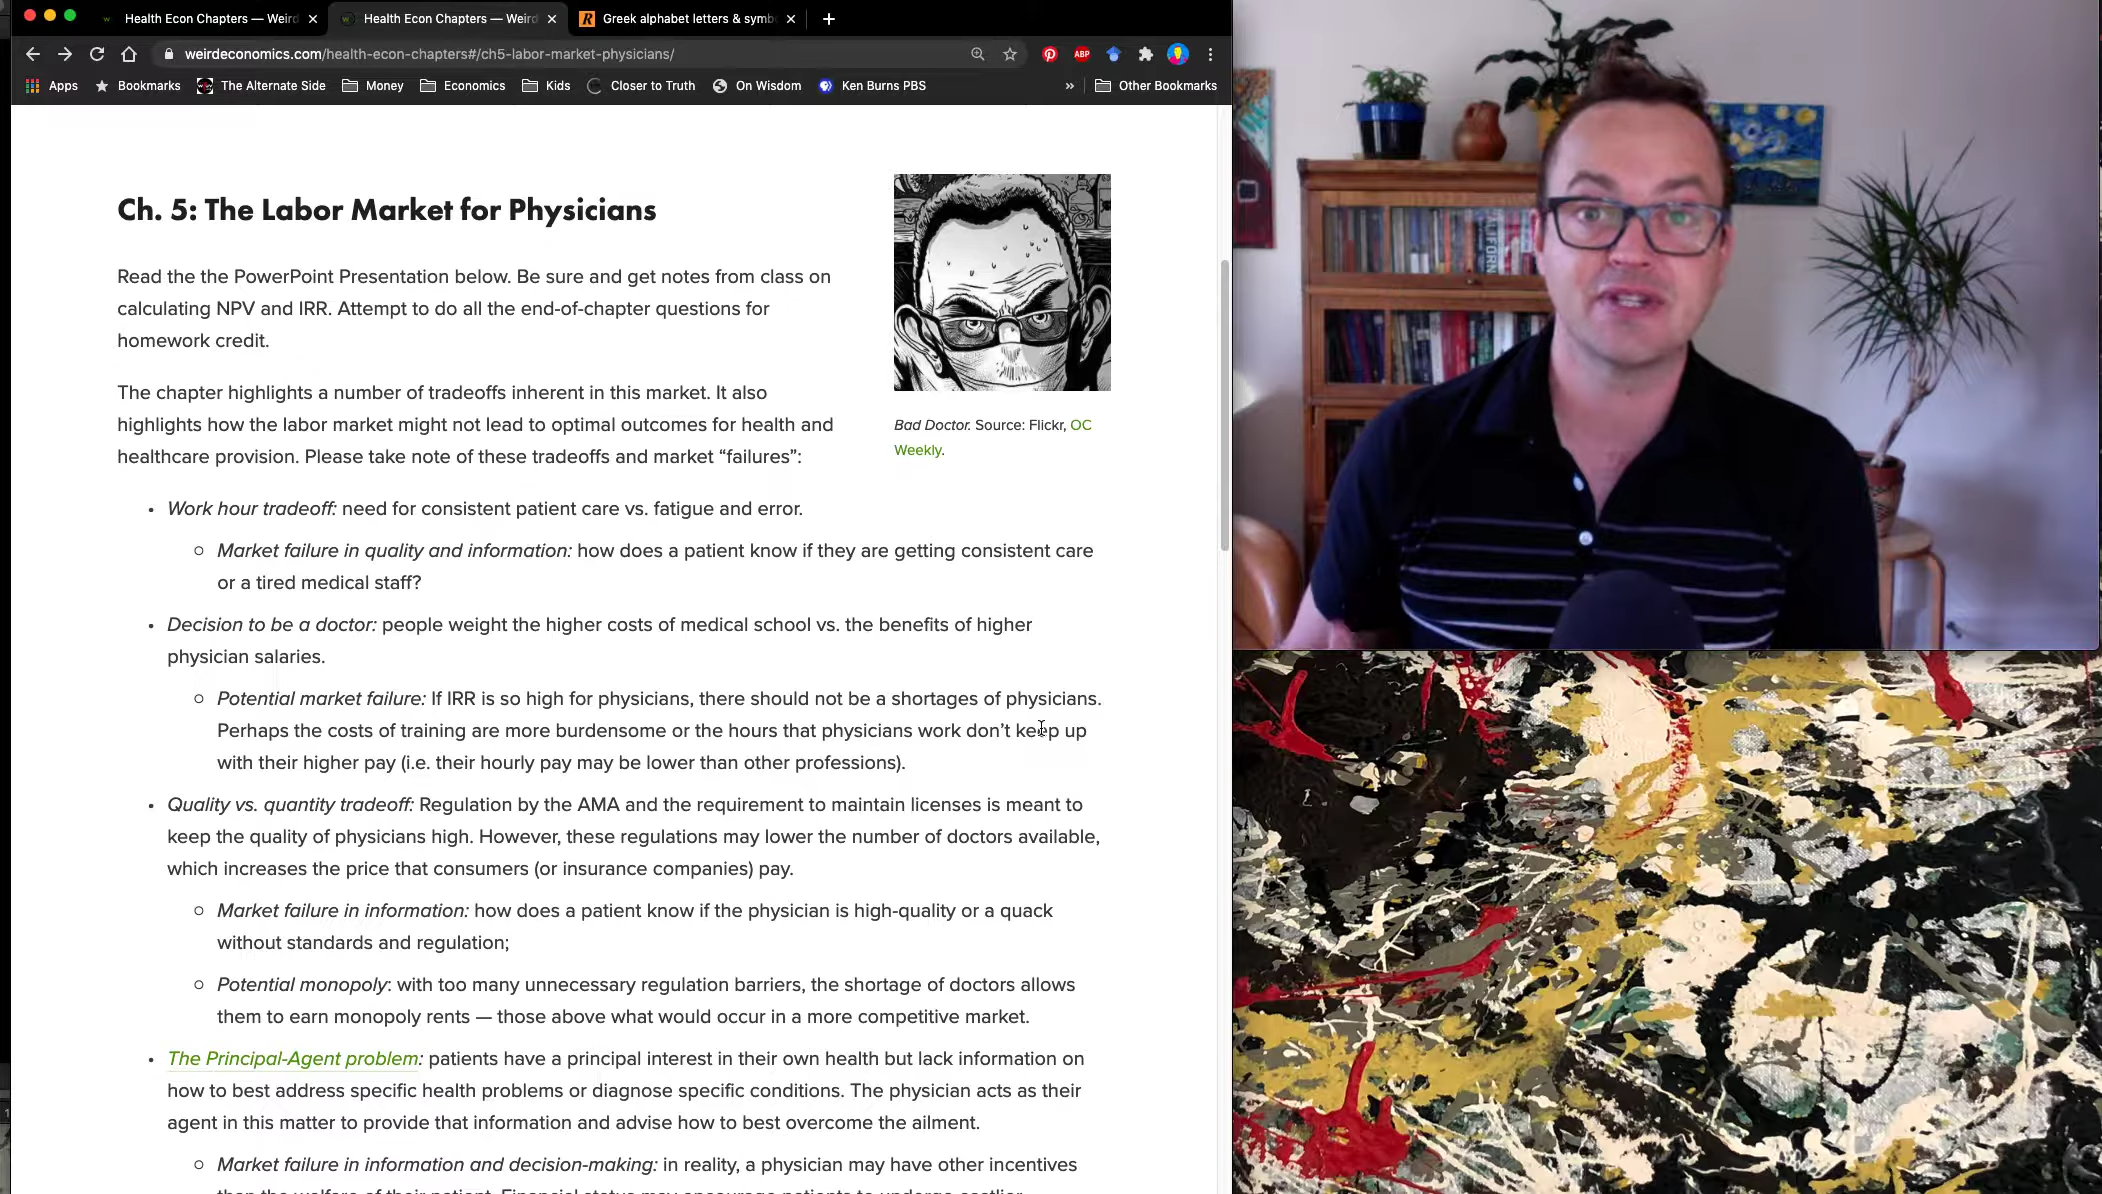 Health Econ Chapters — Weird
Health Econ Chapters — Weird
Greek alphabet letters & symb
weirdeconomics.com/health-econ-chapters#/ch5-labor-market-physicians/
ABP
Apps
Bookmarks
The Alternate Side
Money
Economics
Kids
Closer to Truth
On Wisdom
Ken Burns PBS
»
Other Bookmarks
Ch. 5: The Labor Market for Physicians
Read the the PowerPoint Presentation below. Be sure and get notes from class on
calculating NPV and IRR. Attempt to do all the end-of-chapter questions for
homework credit.
The chapter highlights a number of tradeoffs inherent in this market. It also
highlights how the labor market might not lead to optimal outcomes for health and
healthcare provision. Please take note of these tradeoffs and market “failures”:
Bad Doctor. Source: Flickr, OC
Weekly.
• Work hour tradeoff: need for consistent patient care vs. fatigue and error.
○ Market failure in quality and information: how does a patient know if they are getting consistent care
or a tired medical staff?
• Decision to be a doctor: people weight the higher costs of medical school vs. the benefits of higher
physician salaries.
○ Potential market failure: If IRR is so high for physicians, there should not be a shortages of physicians.
Perhaps the costs of training are more burdensome or the hours that physicians work don’t keep up
with their higher pay (i.e. their hourly pay may be lower than other professions).
• Quality vs. quantity tradeoff: Regulation by the AMA and the requirement to maintain licenses is meant to
keep the quality of physicians high. However, these regulations may lower the number of doctors available,
which increases the price that consumers (or insurance companies) pay.
○ Market failure in information: how does a patient know if the physician is high-quality or a quack
without standards and regulation;
○ Potential monopoly: with too many unnecessary regulation barriers, the shortage of doctors allows
them to earn monopoly rents — those above what would occur in a more competitive market.
• The Principal-Agent problem: patients have a principal interest in their own health but lack information on
how to best address specific health problems or diagnose specific conditions. The physician acts as their
agent in this matter to provide that information and advise how to best overcome the ailment.
○ Market failure in information and decision-making: in reality, a physician may have other incentives
than the welfare of their patient. Financial status may encourage patients to undergo costlier